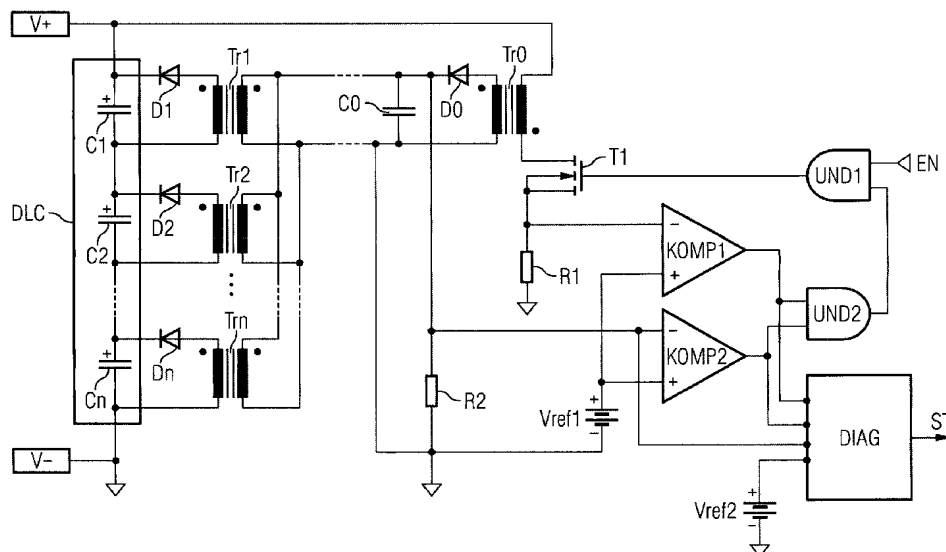 V+
Tr1
Tr0
D1
C0
D0
C1
T1
EN
UND1
Tr2
DLC
D2
C2
R1
KOMP1
UND2
Trn
KOMP2
Dn
Cn
R2
Vref1
DIAG
V-
Vref2